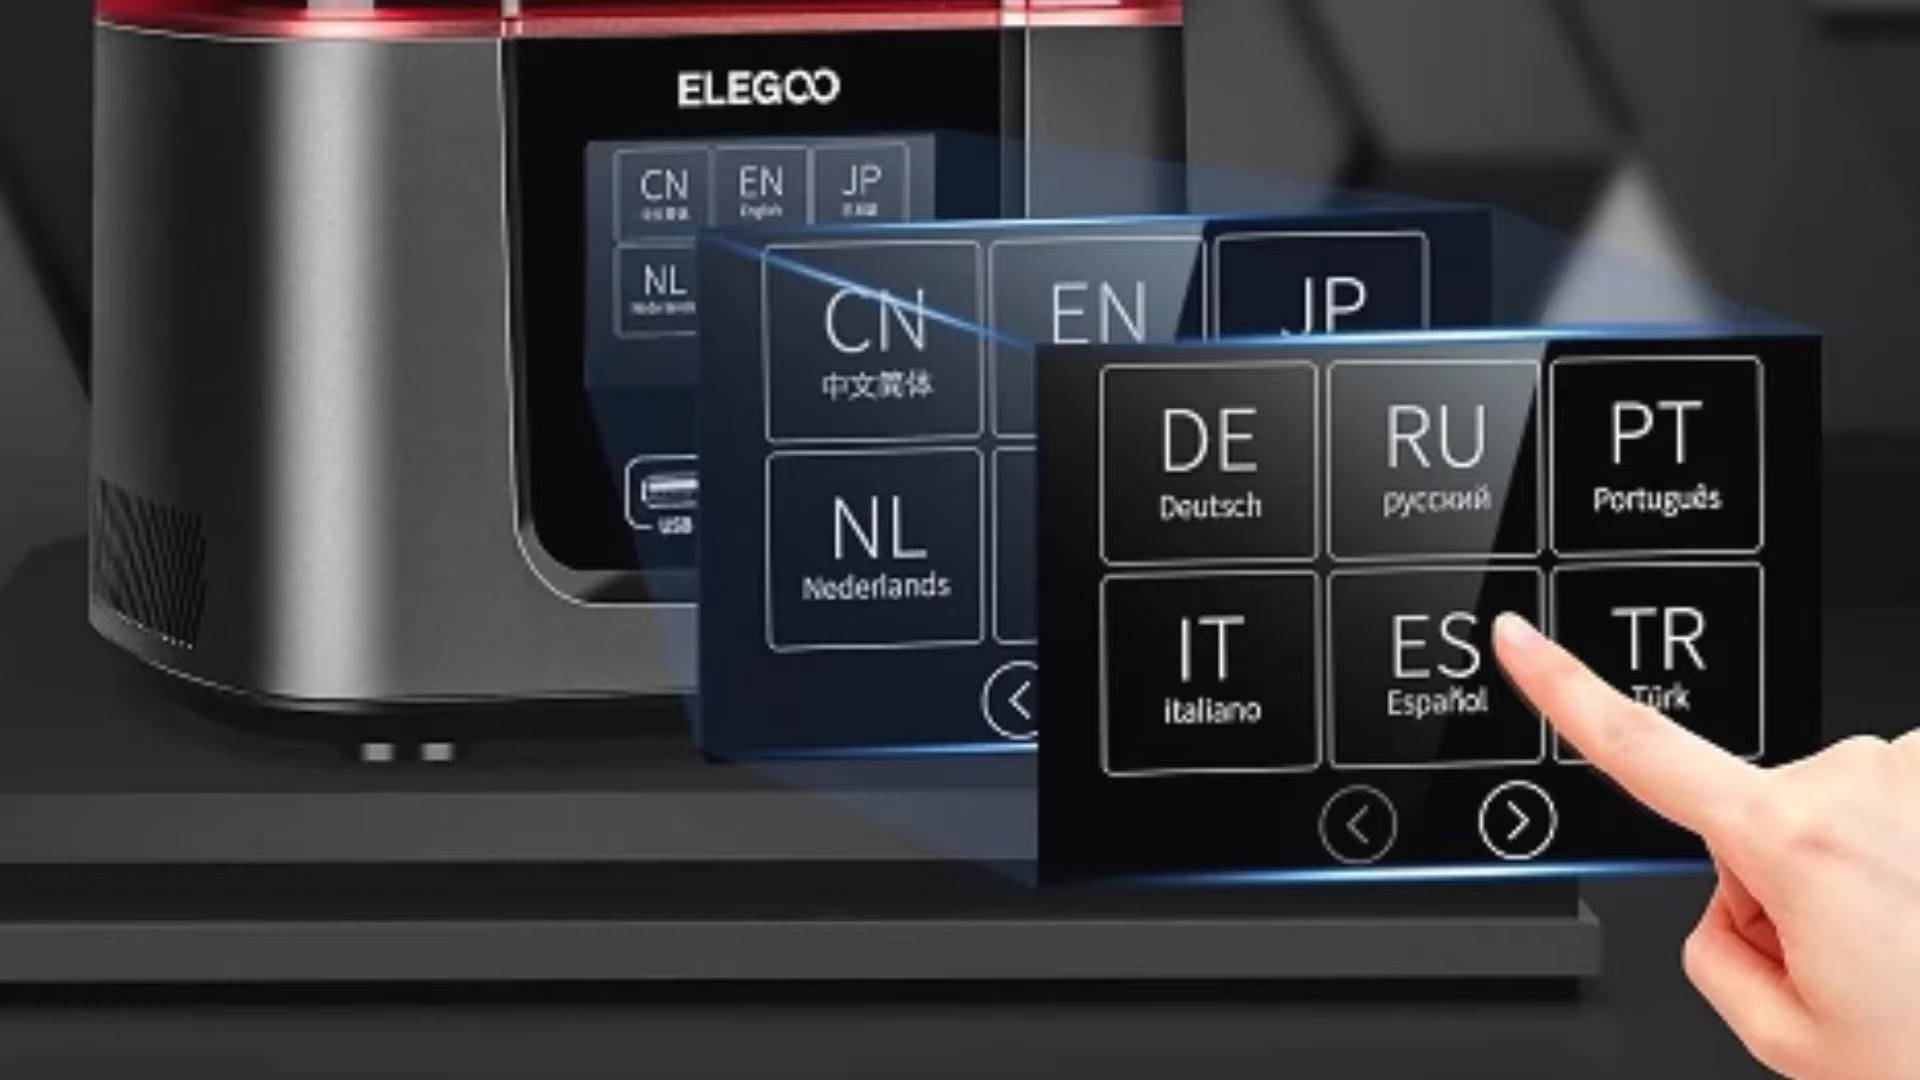 ELEGOO
CN
EN
English
JP
NL
USB
CN
中文简体
EN
JP
NL
Nederlands
DE
Deutsch
RU
русский
PT
Português
IT
italiano
ES
Español
TR
Türk